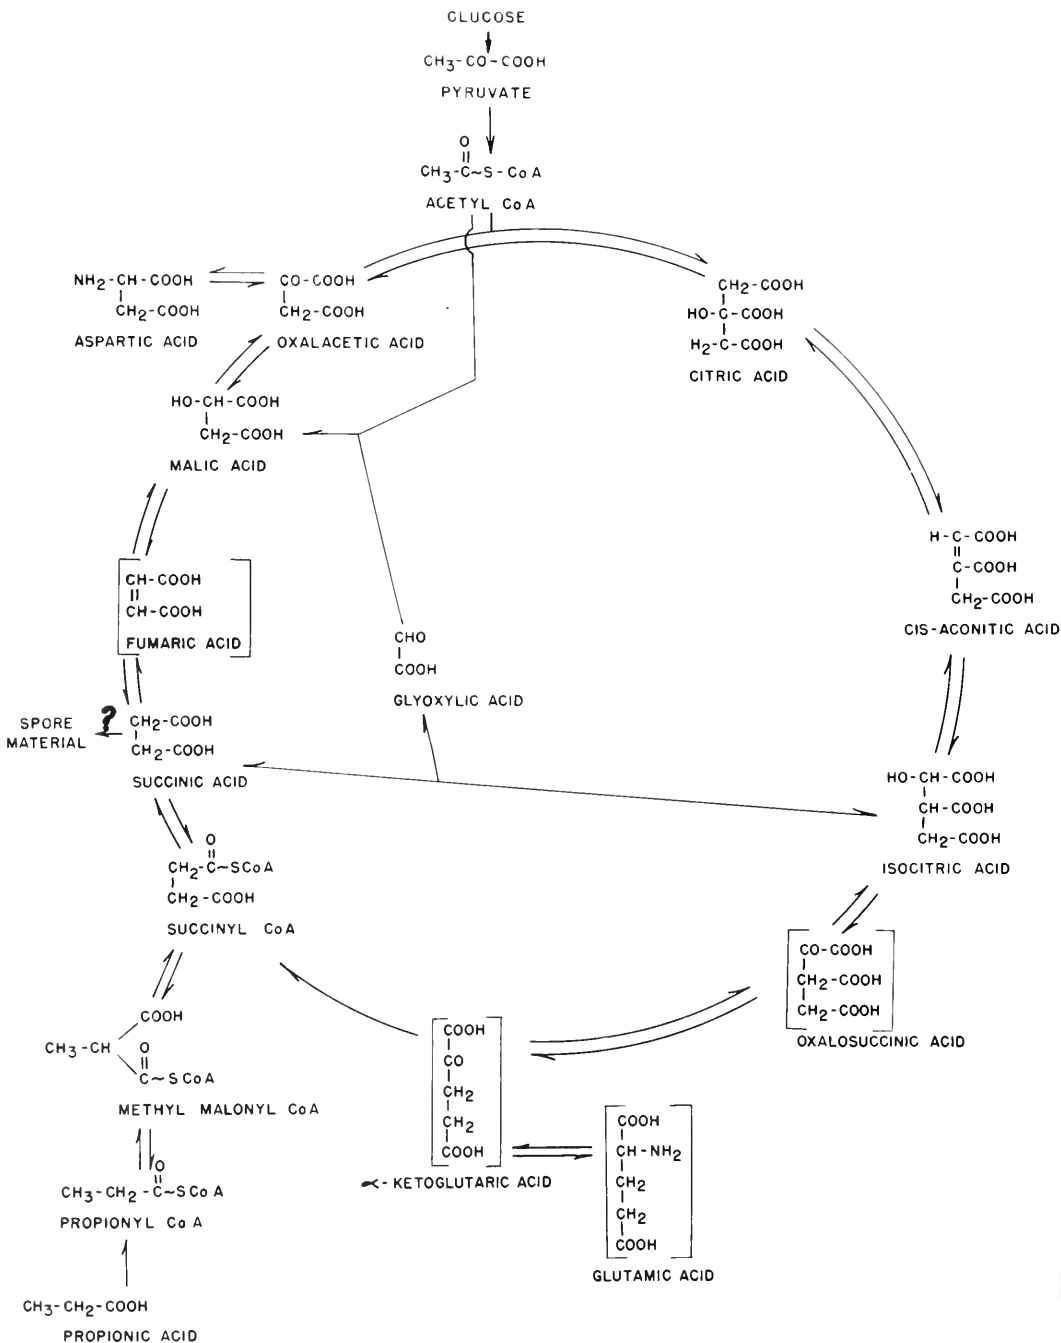 GLUCOSE
CH3-CO-COOH
PYRUVATE
O
CH3-C~S-CoA
ACETYL CoA
NH2-CH-COOH
CH2-COOH
ASPARTIC ACID
CO-COOH
CH2-COOH
OXALACETIC ACID
CH2-COOH
HO-C-COOH
H2-C-COOH
CITRIC ACID
HO-CH-COOH
CH2-COOH
MALIC ACID
H-C-COOH
C-COOH
CH2-COOH
CIS-ACONITIC ACID
CH-COOH
CH-COOH
FUMARIC ACID
CHO
COOH
GLYOXYLIC ACID
SPORE
MATERIAL
?
CH2-COOH
CH2-COOH
SUCCINIC ACID
HO-CH-COOH
CH-COOH
CH2-COOH
ISOCITRIC ACID
O
CH2-C~SCoA
CH2-COOH
SUCCINYL CoA
CO-COOH
CH2-COOH
CH2-COOH
OXALOSUCCINIC ACID
COOH
CH3-CH
O
C~SCoA
METHYL MALONYL CoA
COOH
CO
CH2
CH2
COOH
∝-KETOGLUTARIC ACID
COOH
CH-NH2
CH2
CH2
COOH
GLUTAMIC ACID
O
CH3-CH2-C~SCoA
PROPIONYL CoA
CH3-CH2-COOH
PROPIONIC ACID